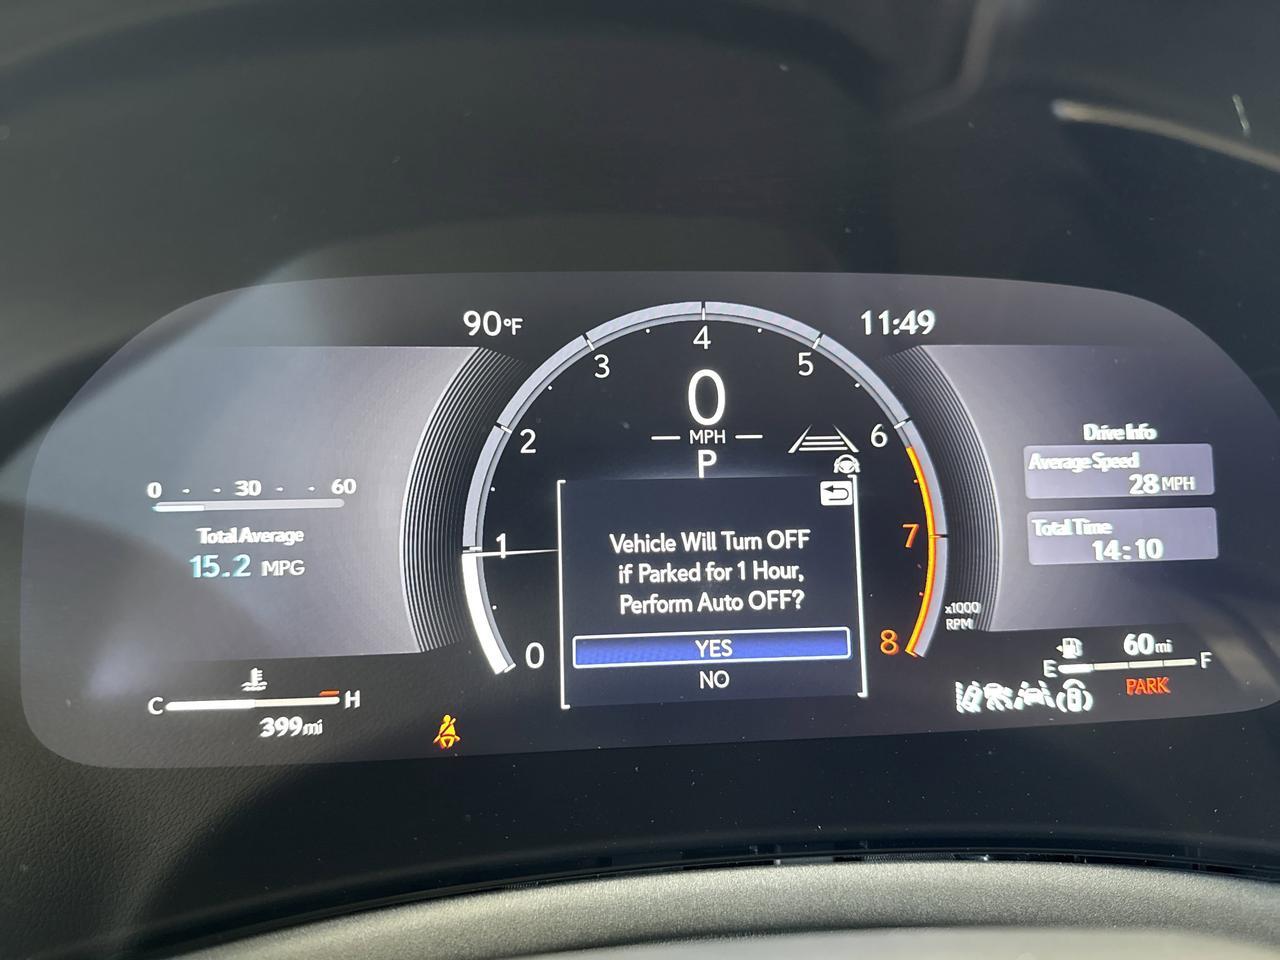 90°F
11:49
0 1 2 3 4 5 6 7 8
x1000
RPM
0
MPH
P
Vehicle Will Turn OFF
if Parked for 1 Hour,
Perform Auto OFF?
YES
NO
0 - - 30 - - 60
Total Average
15.2 MPG
C H
399mi
Drive Info
Average Speed
28 MPH
Total Time
14:10
60mi
E F
PARK